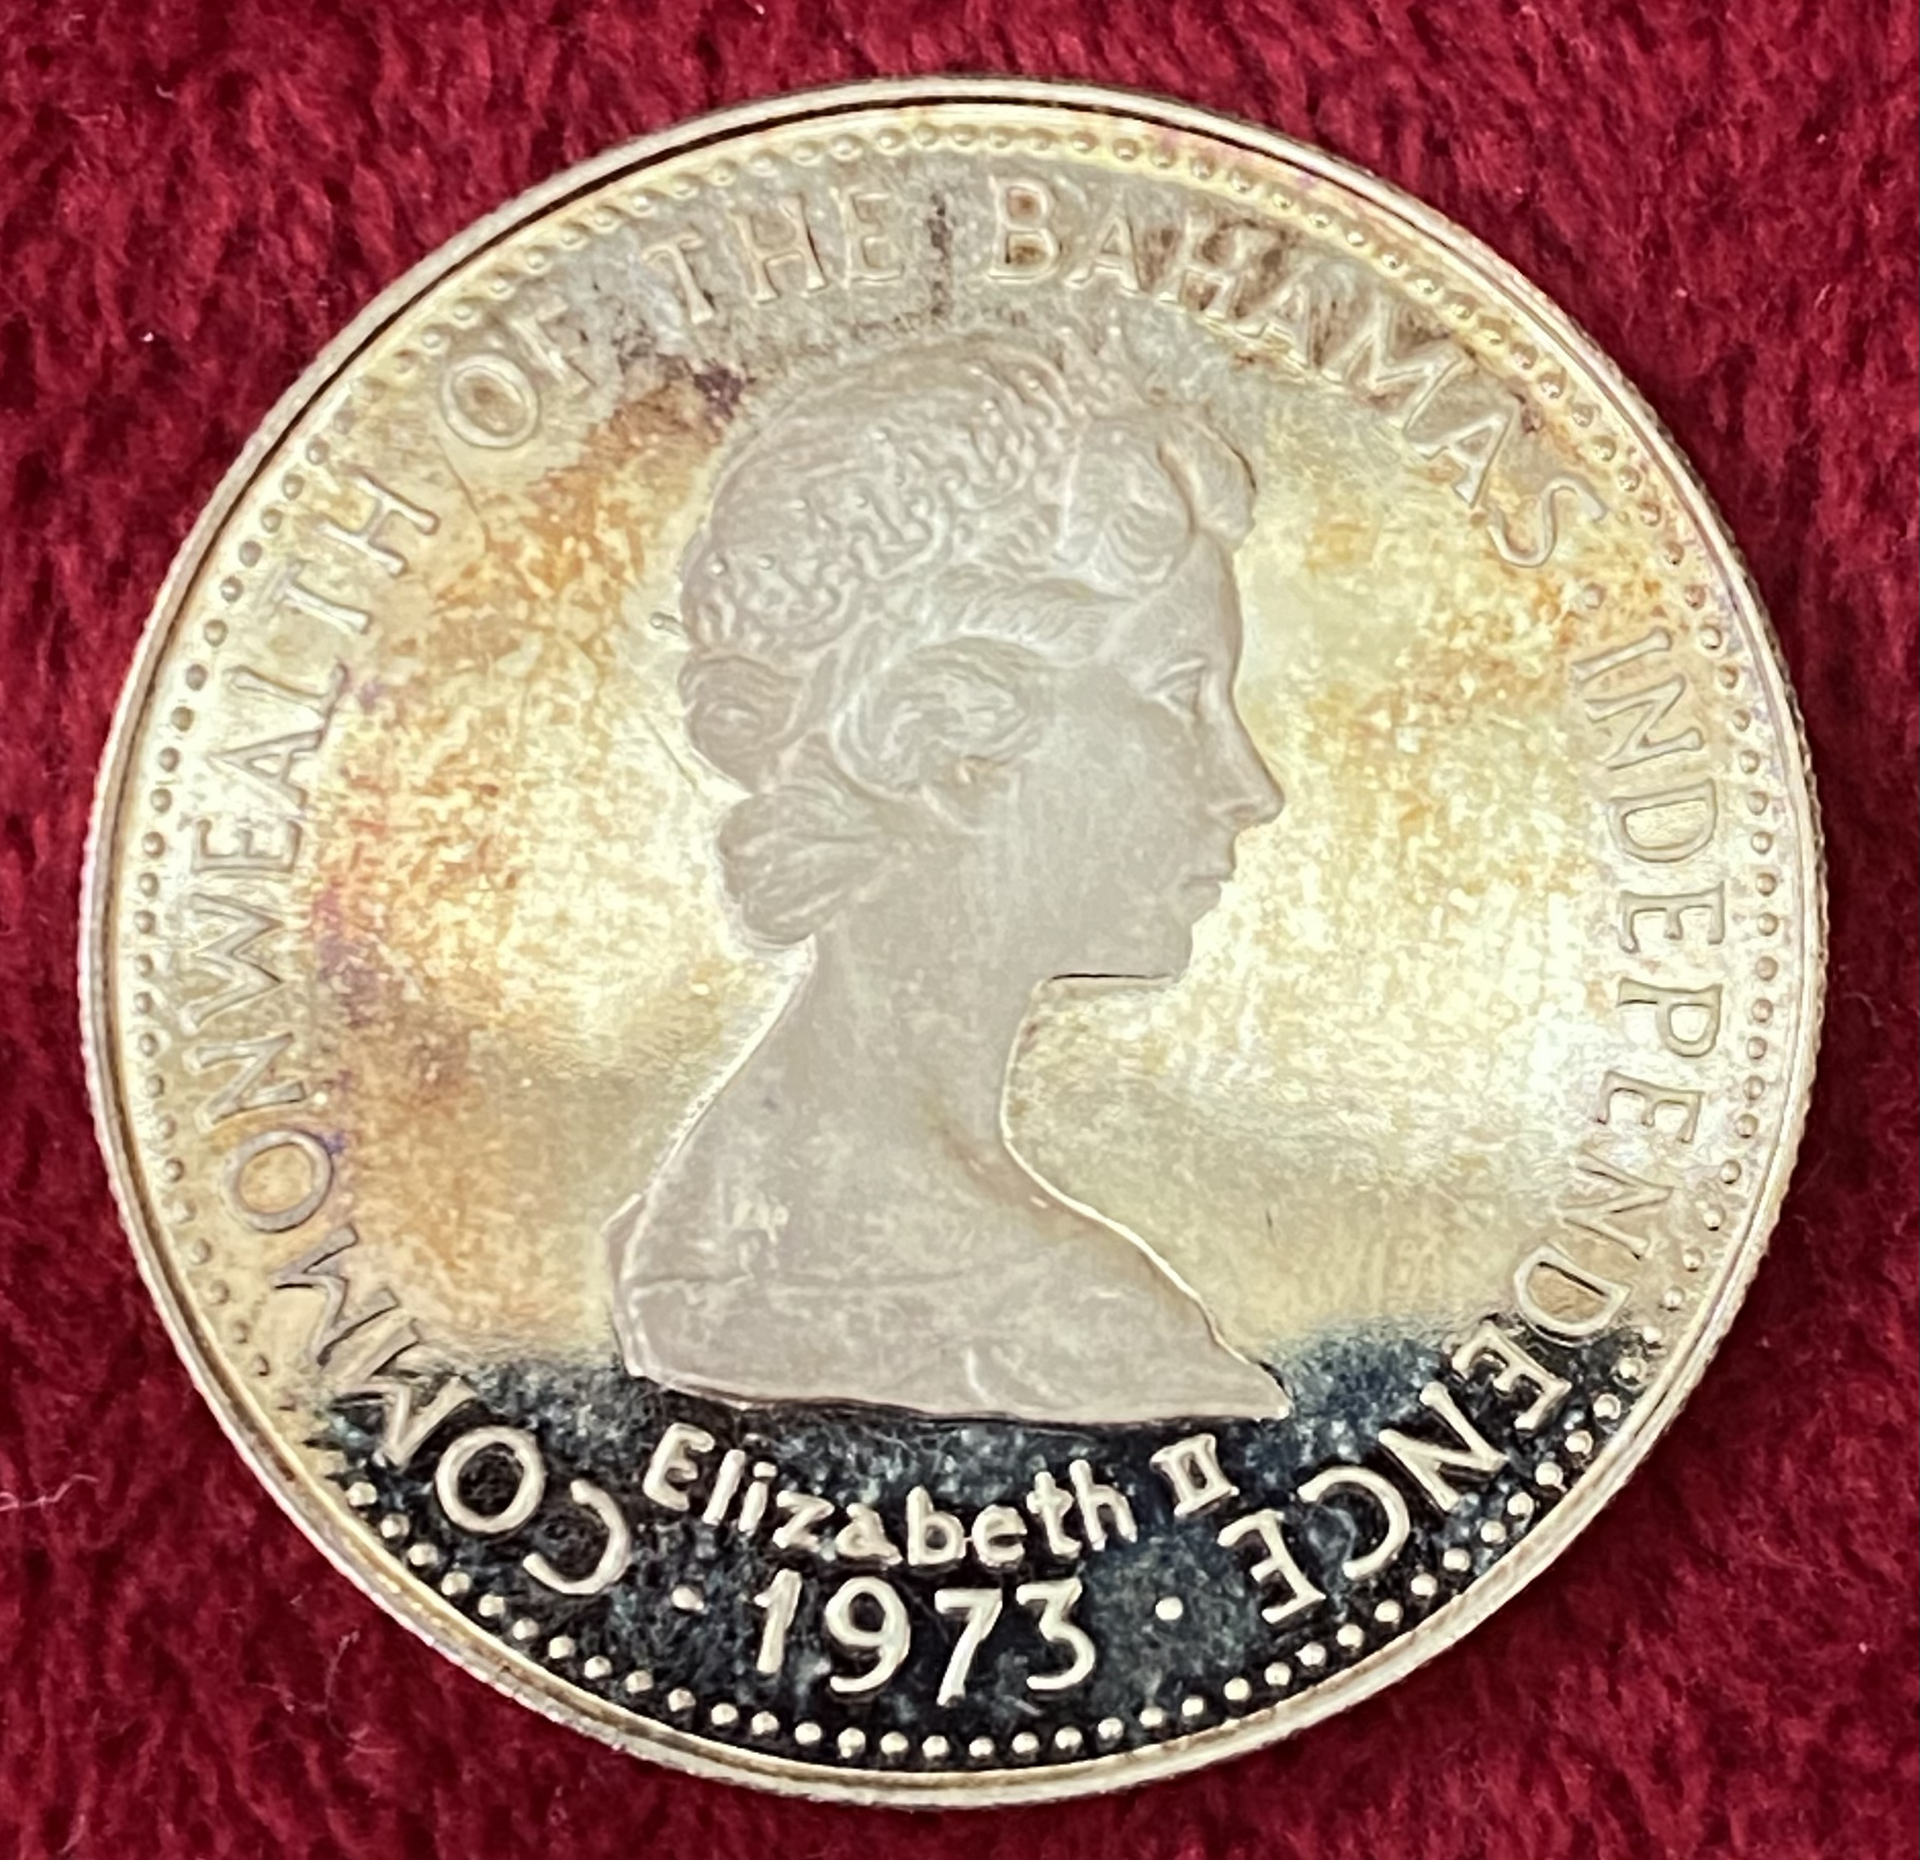 COMMONWEALTH OF THE BAHAMAS · INDEPENDENCE
Elizabeth II
· 1973 ·